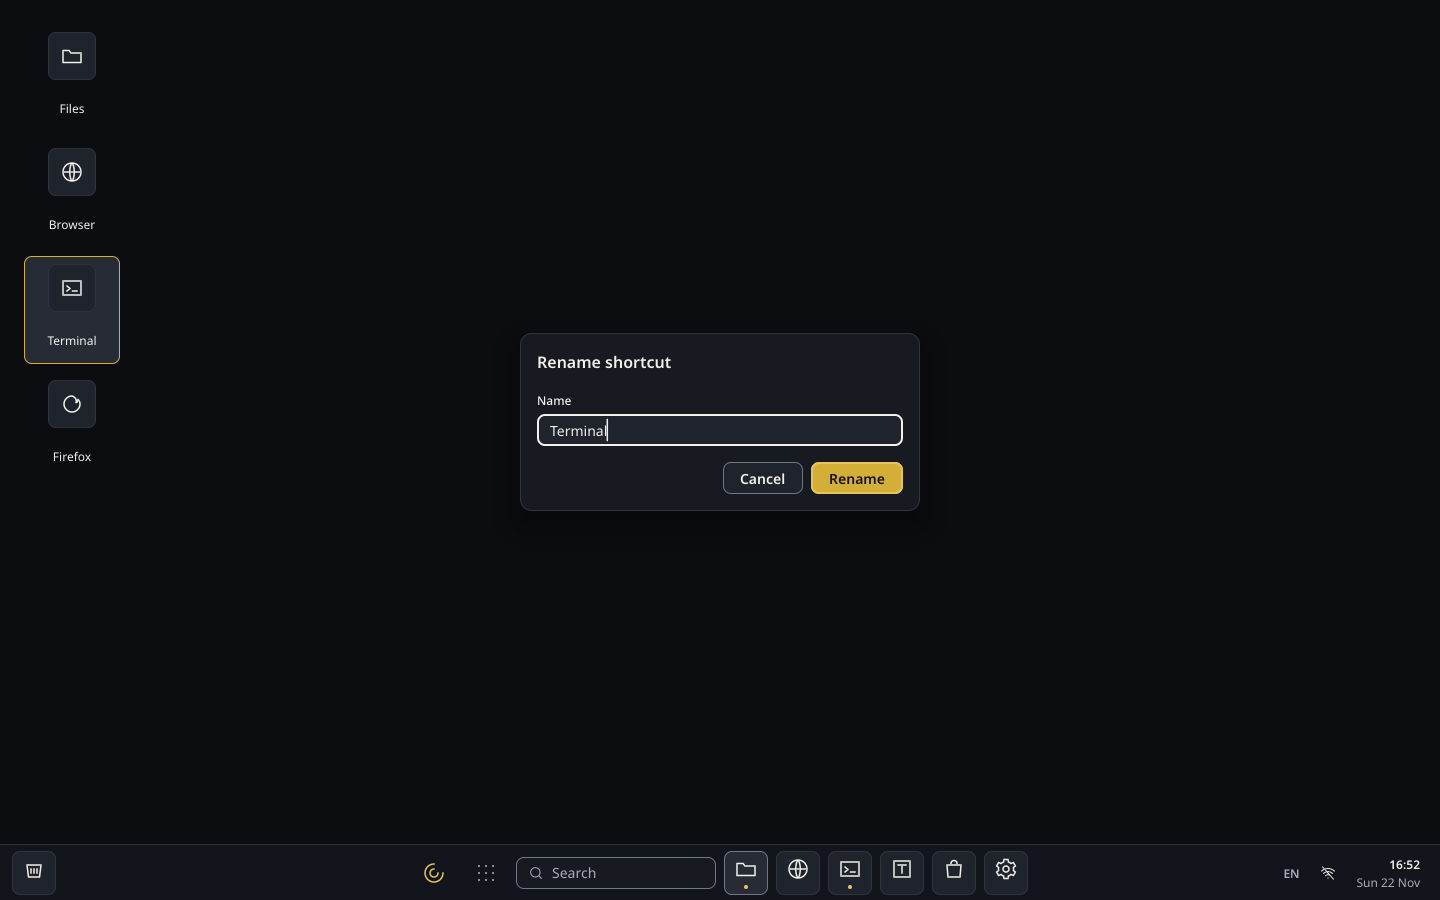 Files
Browser
Terminal
Firefox
Rename shortcut
Name
Terminal
Cancel
Rename
Search
EN
16:52
Sun 22 Nov